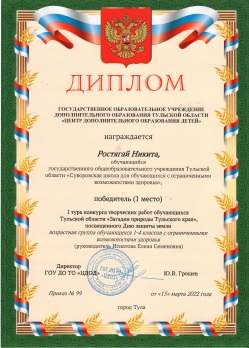 ДИПЛОМ
ГОСУДАРСТВЕННОЕ ОБРАЗОВАТЕЛЬНОЕ УЧРЕЖДЕНИЕ
ДОПОЛНИТЕЛЬНОГО ОБРАЗОВАНИЯ ТУЛЬСКОЙ ОБЛАСТИ
«ЦЕНТР ДОПОЛНИТЕЛЬНОГО ОБРАЗОВАНИЯ ДЕТЕЙ»
награждается
Ростягай Никита,
обучающийся
государственного общеобразовательного учреждения Тульской
области «Суворовская школа для обучающихся с ограниченными
возможностями здоровья»,
победитель (1 место)
I тура конкурса творческих работ обучающихся
Тульской области «Загадки природы Тульского края»,
посвященного Дню защиты земли
возрастная группа обучающиеся 1-4 классов с ограниченными
возможностями здоровья
(руководитель Игнатова Елена Семеновна)
Директор
ГОУ ДО ТО «ЦДОД» Ю.В. Грошев
Приказ № 99 от «15» марта 2022 года
город Тула